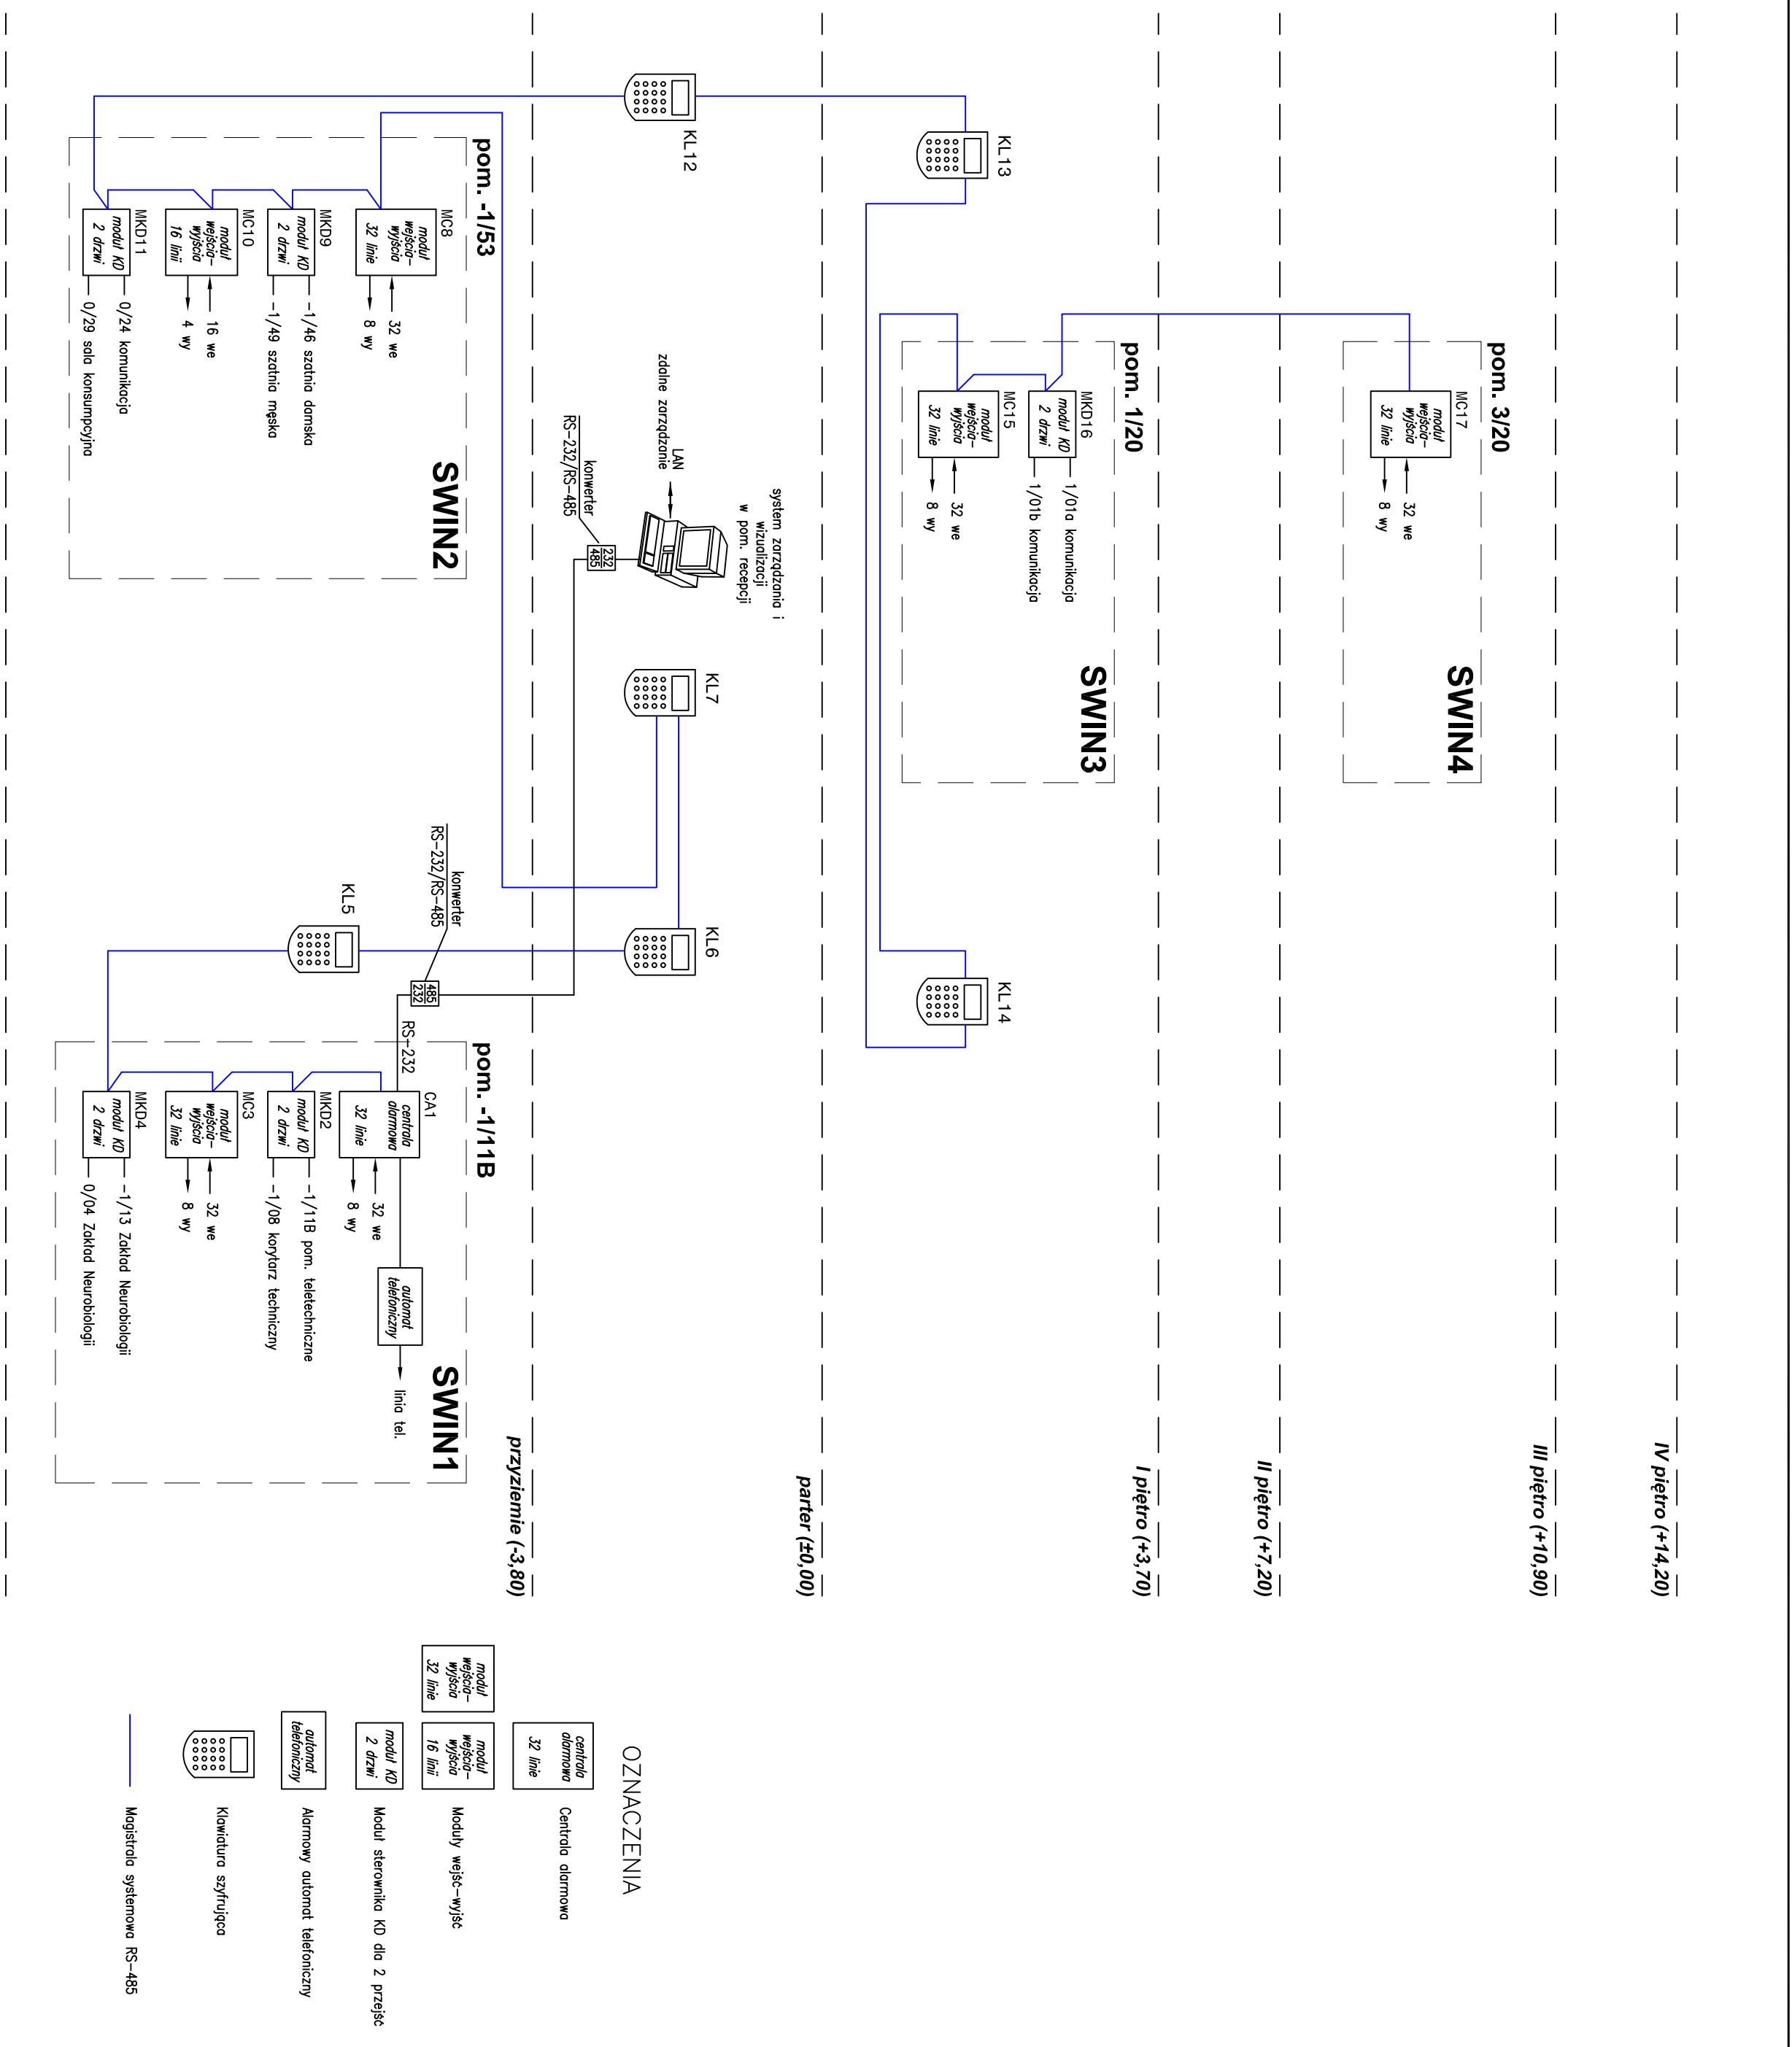 IV piętro (+14,20)
III piętro (+10,90)
pom. 3/20
SWIN4
MC17
moduł
wejścia-
wyjścia
32 linie
32 we
8 wy
II piętro (+7,20)
I piętro (+3,70)
pom. 1/20
SWIN3
MKD16
moduł KD
2 drzwi
1/01a komunikacja
1/01b komunikacja
MC15
moduł
wejścia-
wyjścia
32 linie
32 we
8 wy
KL13
KL14
parter (±0,00)
system zarządzania i
wizualizacji
w pom. recepcji
LAN
zdalne zarządzanie
konwerter
RS-232/RS-485
232
485
KL12
KL7
KL6
przyziemie (-3,80)
pom. -1/53
SWIN2
MC8
moduł
wejścia-
wyjścia
32 linie
32 we
8 wy
MKD9
moduł KD
2 drzwi
-1/46 szatnia damska
-1/49 szatnia męska
MC10
moduł
wejścia-
wyjścia
16 linii
16 we
4 wy
MKD11
moduł KD
2 drzwi
0/24 komunikacja
0/29 sala konsumpcyjna
konwerter
RS-232/RS-485
485
232
RS-232
KL5
pom. -1/11B
SWIN1
CA1
centrala
alarmowa
32 linie
32 we
8 wy
automat
telefoniczny
linia tel.
MKD2
moduł KD
2 drzwi
-1/11B pom. teletechniczne
-1/08 korytarz techniczny
MC3
moduł
wejścia-
wyjścia
32 linie
32 we
8 wy
MKD4
moduł KD
2 drzwi
-1/13 Zakład Neurobiologii
0/04 Zakład Neurobiologii
OZNACZENIA
centrala
alarmowa
32 linie
Centrala alarmowa
moduł
wejścia-
wyjścia
32 linie
moduł
wejścia-
wyjścia
16 linii
Moduły wejść-wyjść
moduł KD
2 drzwi
Moduł sterownika KD dla 2 przejść
automat
telefoniczny
Alarmowy automat telefoniczny
Klawiatura szyfrująca
Magistrala systemowa RS-485